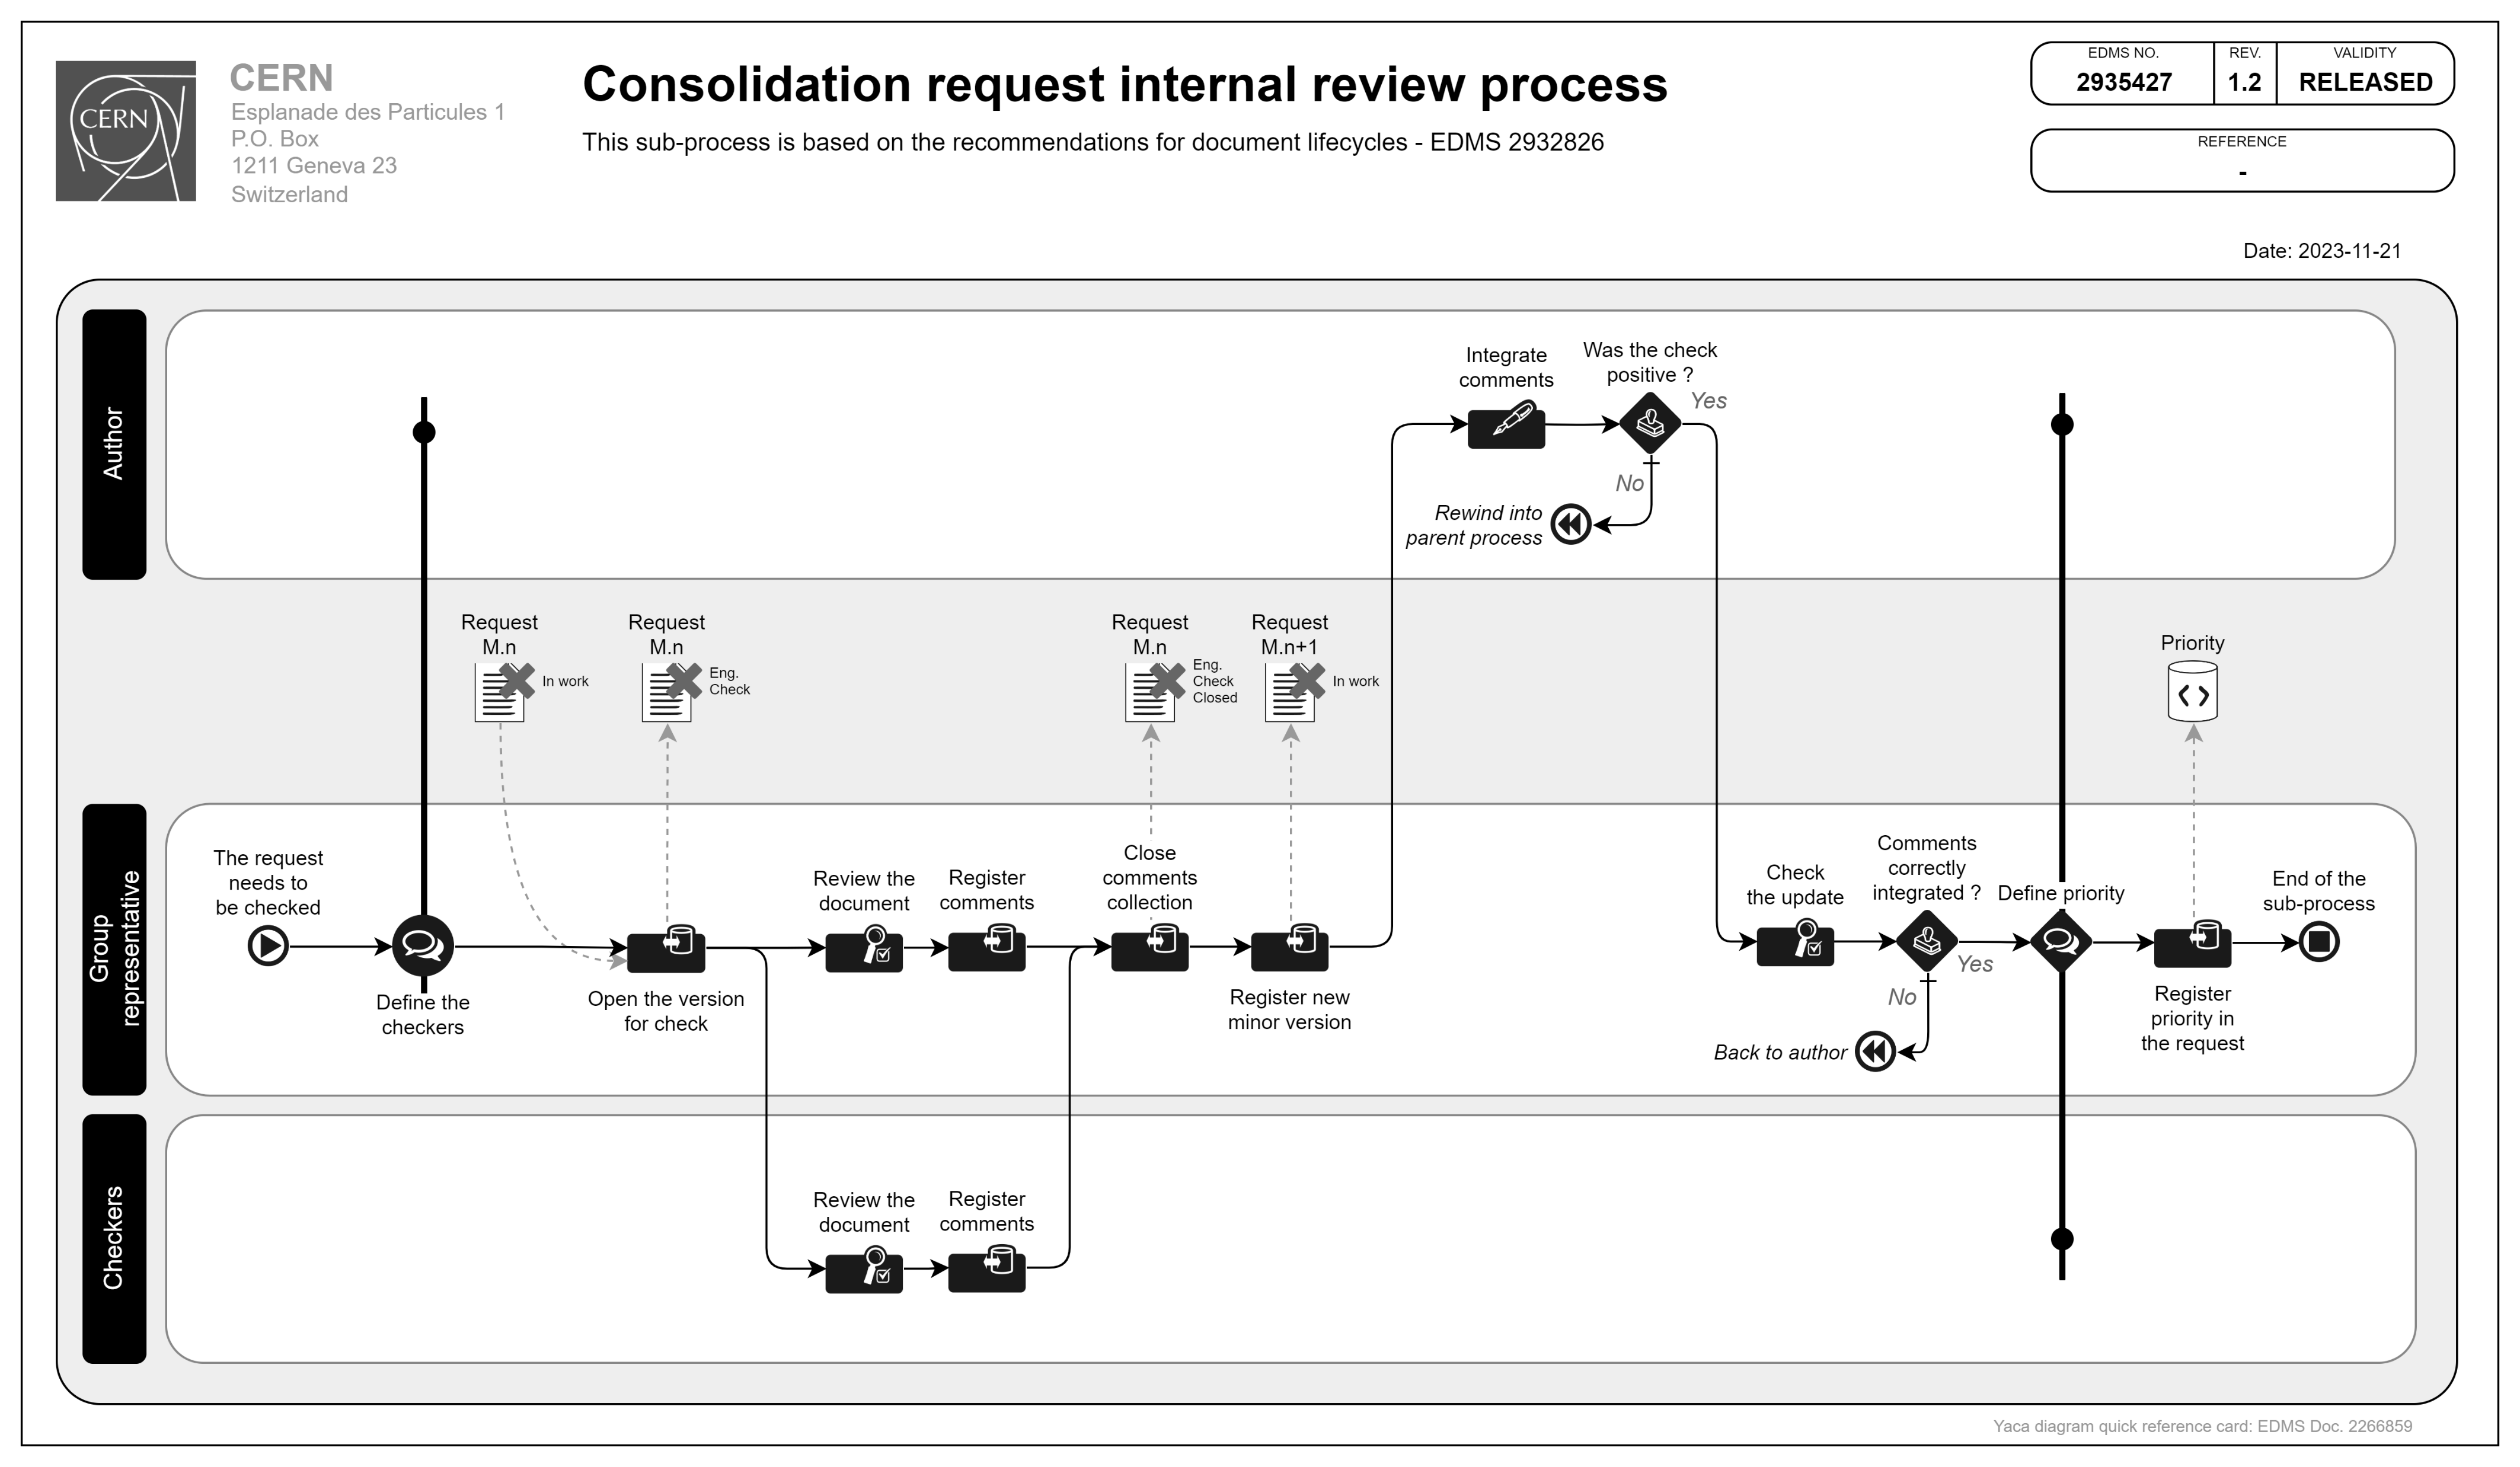 CERN
CERN
Esplanade des Particules 1
P.O. Box
1211 Geneva 23
Switzerland
Consolidation request internal review process
This sub-process is based on the recommendations for document lifecycles - EDMS 2932826
EDMS NO.
2935427
REV.
1.2
VALIDITY
RELEASED
REFERENCE
-
Date: 2023-11-21
Author
Integrate
comments
Was the check
positive ?
Yes
No
Rewind into
parent process
Request
M.n
In work
Request
M.n
Eng.
Check
Request
M.n
Eng.
Check
Closed
Request
M.n+1
In work
Priority
Group
representative
The request
needs to
be checked
Define the
checkers
Open the version
for check
Review the
document
Register
comments
Close
comments
collection
Register new
minor version
Check
the update
Comments
correctly
integrated ?
Yes
No
Back to author
Define priority
Register
priority in
the request
End of the
sub-process
Checkers
Review the
document
Register
comments
Yaca diagram quick reference card: EDMS Doc. 2266859